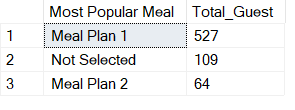 Most Popular Meal Total_Guest
1 Meal Plan 1 527
2 Not Selected 109
3 Meal Plan 2 64